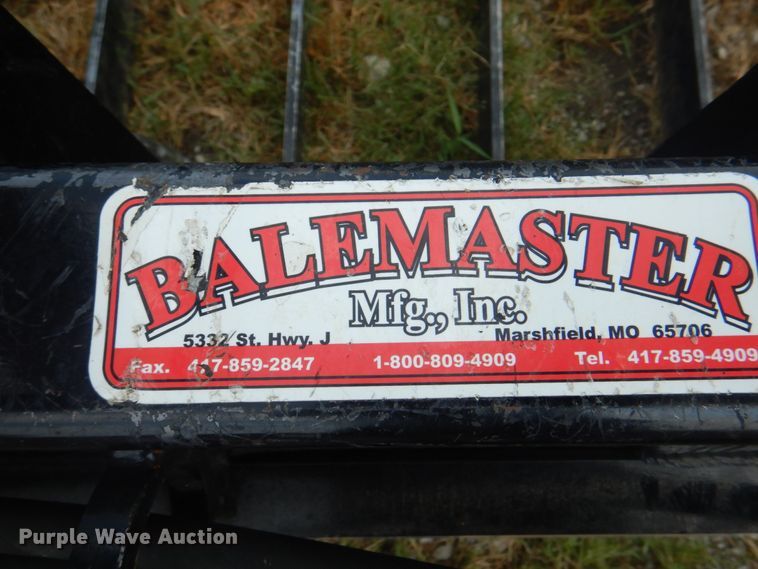 BALEMASTER
Mfg., Inc.
5332 St. Hwy. J Marshfield, MO 65706
Fax. 417-859-2847 1-800-809-4909 Tel. 417-859-4909
Purple Wave Auction